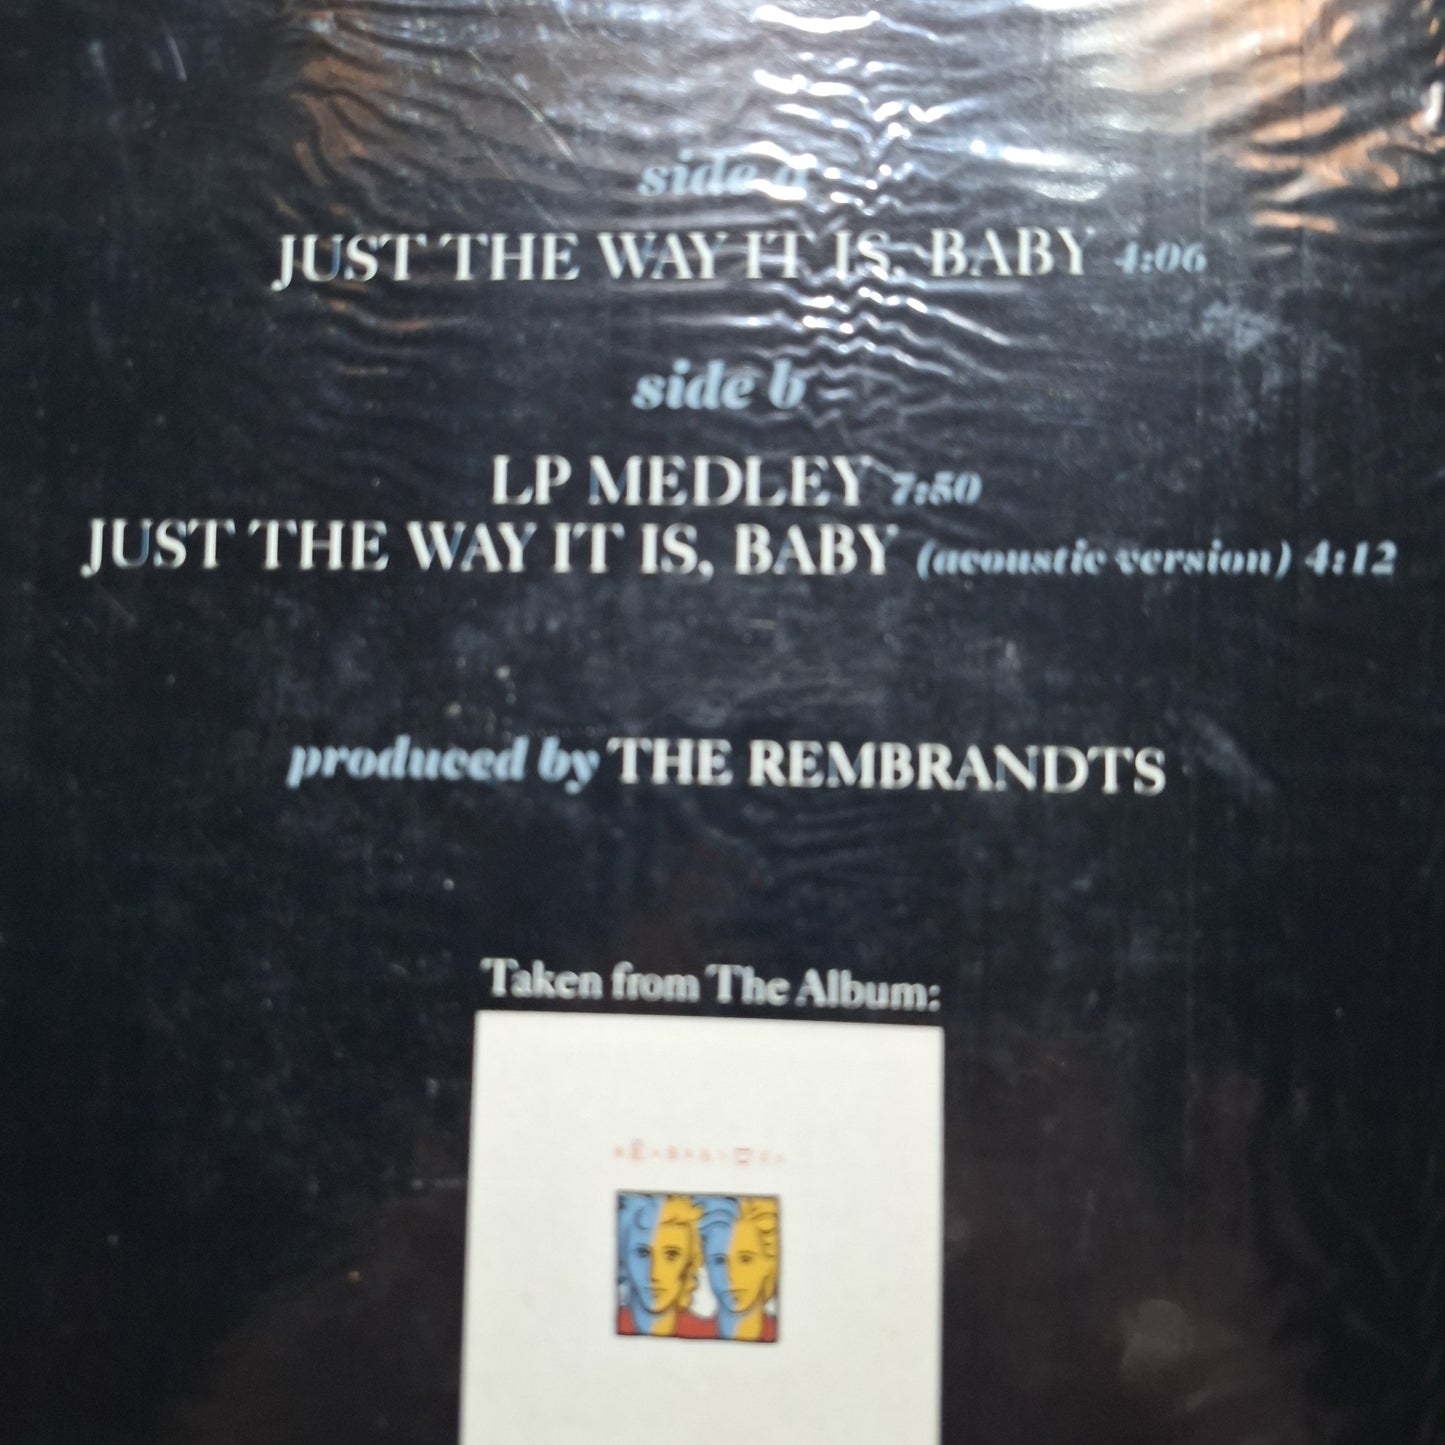 side a
JUST THE WAY IT IS, BABY 4:06
side b
LP MEDLEY 7:50
JUST THE WAY IT IS, BABY (acoustic version) 4:12
produced by THE REMBRANDTS
Taken from The Album: